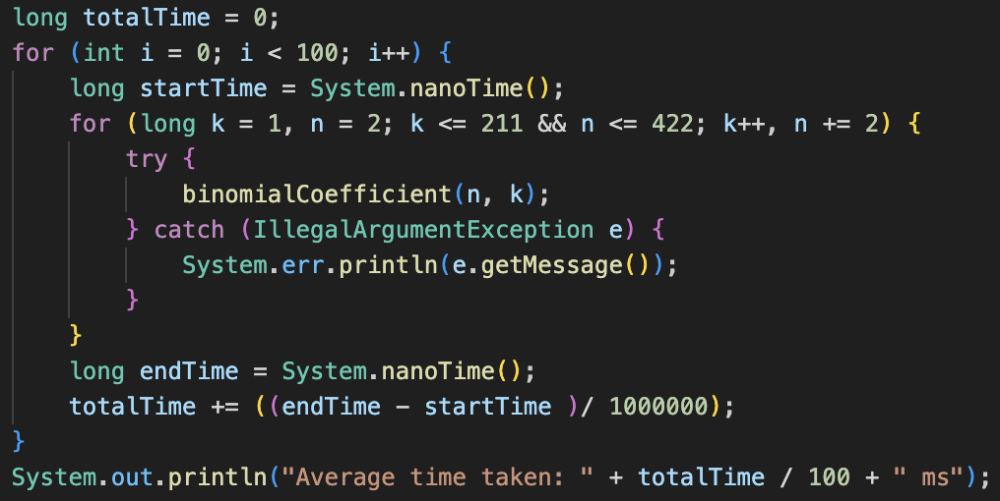 long totalTime = 0;
for (int i = 0; i < 100; i++) {
    long startTime = System.nanoTime();
    for (long k = 1, n = 2; k <= 211 && n <= 422; k++, n += 2) {
        try {
            binomialCoefficient(n, k);
        } catch (IllegalArgumentException e) {
            System.err.println(e.getMessage());
        }
    }
    long endTime = System.nanoTime();
    totalTime += ((endTime - startTime )/ 1000000);
}
System.out.println("Average time taken: " + totalTime / 100 + " ms");